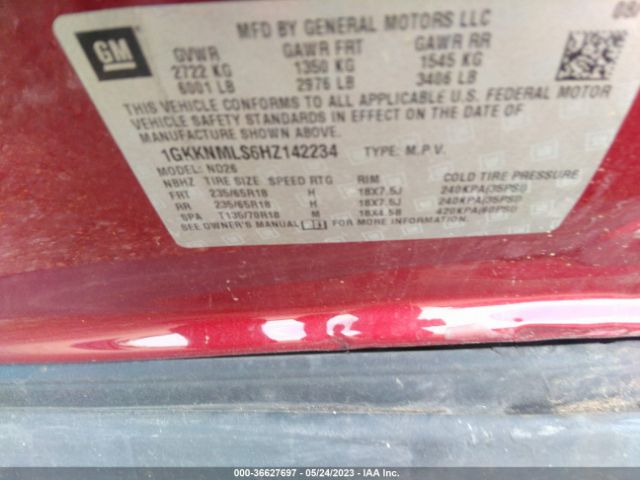 GM
MFD BY GENERAL MOTORS LLC
GVWR GAWR FRT GAWR RR
2722 KG 1350 KG 1545 KG
6001 LB 2976 LB 3406 LB
THIS VEHICLE CONFORMS TO ALL APPLICABLE U.S. FEDERAL MOTOR
VEHICLE SAFETY STANDARDS IN EFFECT ON THE DATE OF
MANUFACTURE SHOWN ABOVE.
1GKKNMLS6HZ142234 TYPE: M.P.V.
MODEL: ND26
NBHZ TIRE SIZE SPEED RTG RIM COLD TIRE PRESSURE
FRT 235/65R18 H 18X7.5J 240KPA(35PSI)
RR 235/65R18 H 18X7.5J 240KPA(35PSI)
SPA T135/70R18 M 18X4.5B 420KPA(60PSI)
SEE OWNER'S MANUAL FOR MORE INFORMATION.
000-36627697 - 05/24/2023 - IAA Inc.